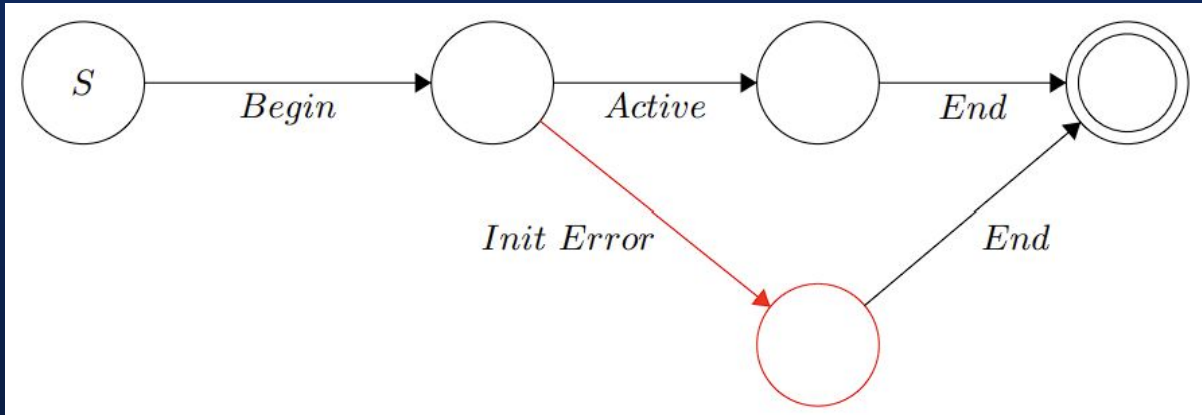 S
Begin
Active
End
Init Error
End